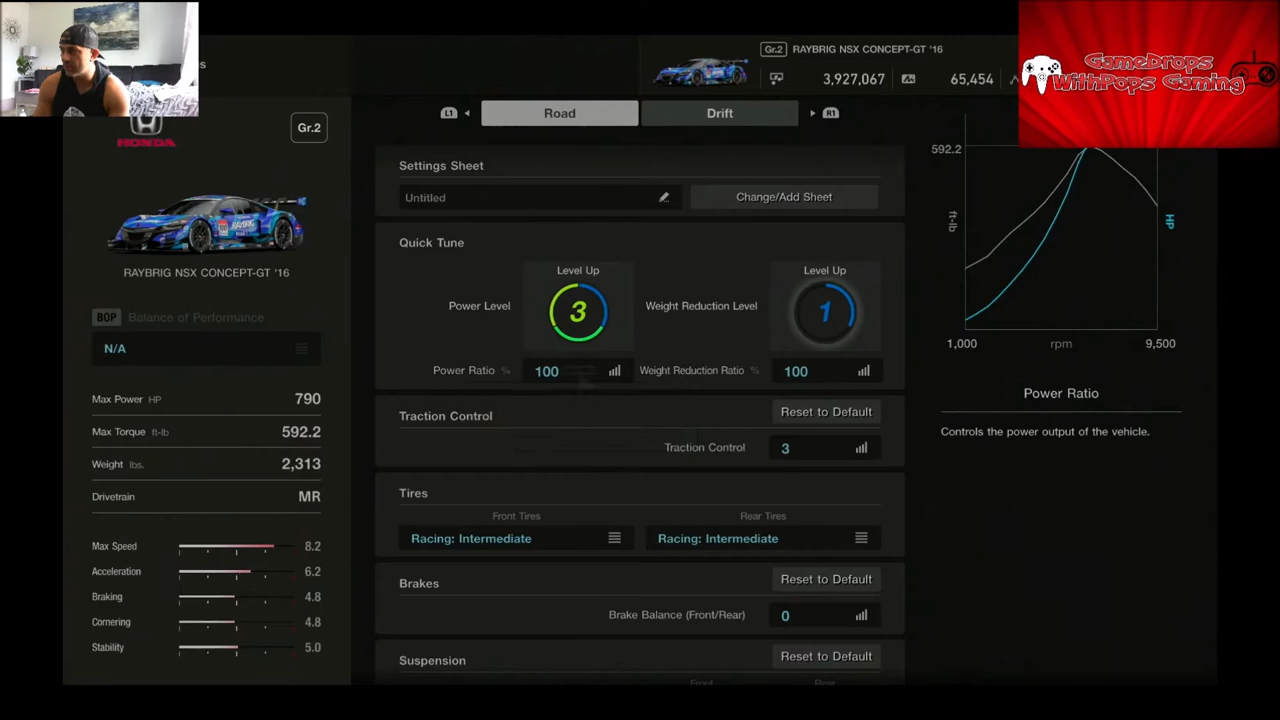 s
Gr.2 RAYBRIG NSX CONCEPT-GT '16
3,927,067 65,454
GameDrops
WithPops Gaming
L1 Road Drift R1
HONDA
Gr.2
RAYBRIG NSX CONCEPT-GT '16
BOP Balance of Performance
N/A
Max Power HP 790
Max Torque ft-lb 592.2
Weight lbs. 2,313
Drivetrain MR
Max Speed 8.2
Acceleration 6.2
Braking 4.8
Cornering 4.8
Stability 5.0
Settings Sheet
Untitled Change/Add Sheet
Quick Tune
Level Up Level Up
Power Level 3 Weight Reduction Level 1
Power Ratio % 100 Weight Reduction Ratio % 100
Traction Control Reset to Default
Traction Control 3
Tires
Front Tires Rear Tires
Racing: Intermediate Racing: Intermediate
Brakes Reset to Default
Brake Balance (Front/Rear) 0
Suspension Reset to Default
Front Rear
592.2
ft-lb HP
1,000 rpm 9,500
Power Ratio
Controls the power output of the vehicle.